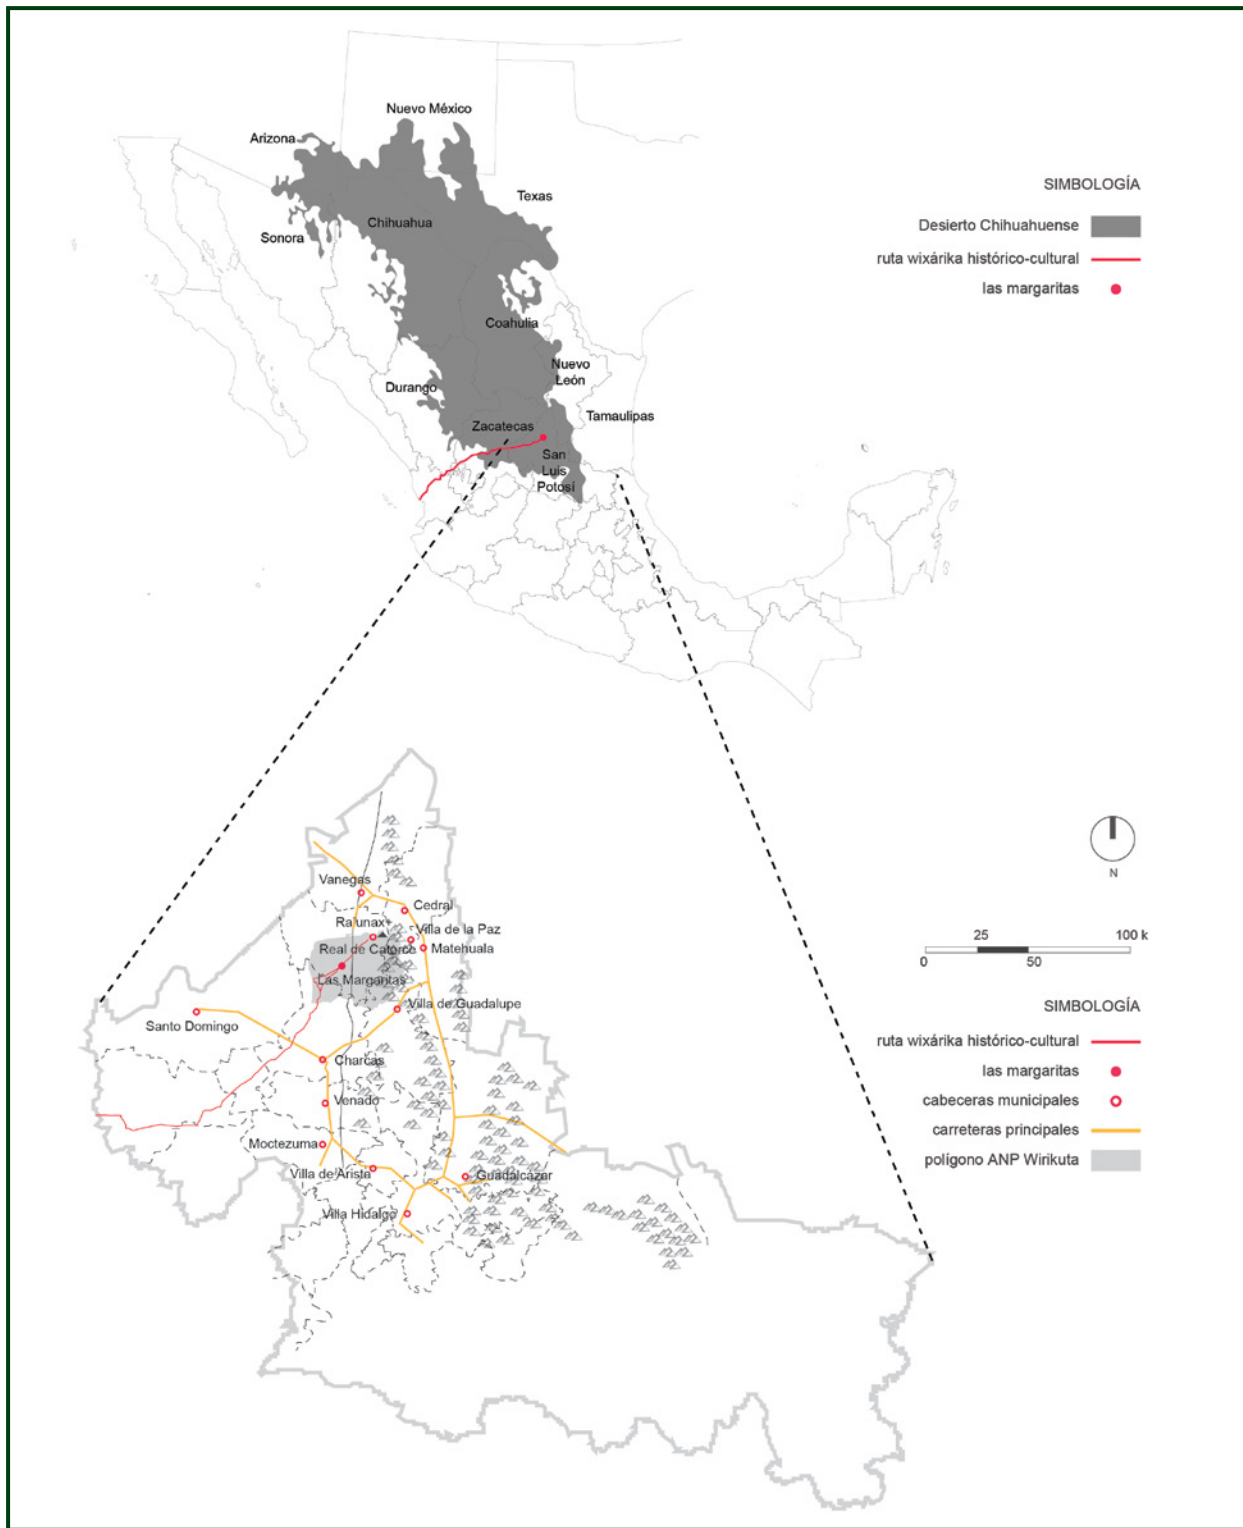 Nuevo México
Arizona
Texas
Chihuahua
Sonora
Coahulia
Nuevo
León
Durango
Tamaulipas
Zacatecas
San
Luis
Potosí
SIMBOLOGÍA
Desierto Chihuahuense
ruta wixárika histórico-cultural
las margaritas
Vanegas
Cedral
Ra'unax+
Villa de la Paz
Real de Catorce
Matehuala
Las Margaritas
Villa de Guadalupe
Santo Domingo
Charcas
Venado
Moctezuma
Villa de Arista
Guadalcázar
Villa Hidalgo
N
25
100 k
0
50
SIMBOLOGÍA
ruta wixárika histórico-cultural
las margaritas
cabeceras municipales
carreteras principales
polígono ANP Wirikuta